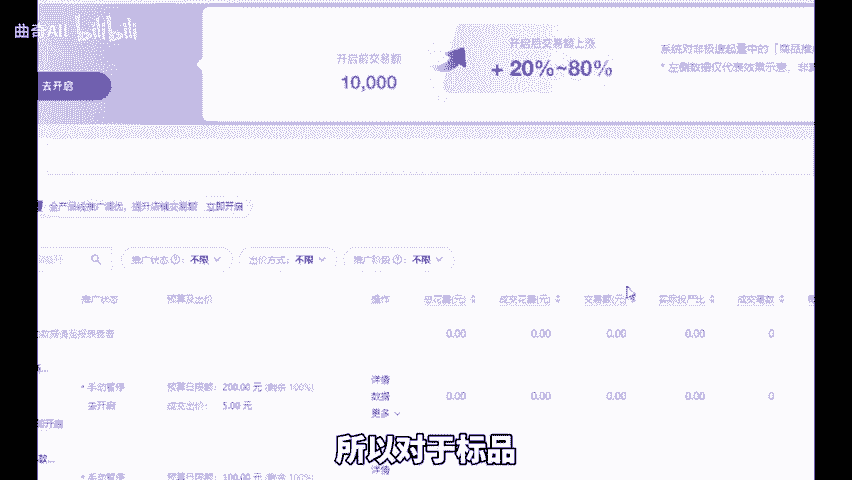 曲奇All bilibili
开启前交易额
10,000
开启后交易额上涨
+ 20%~80%
系统对非极速起量中的「商品推
* 左侧数据仅代表效果示意，非
去开启
全产品线推广调优，提升店铺交易额 立即开启
推广状态 不限
出价方式: 不限
推广阶段 : 不限
推广状态 预算及出价 操作 总花费(元) 成交花费(元) 交易额(元) 实际投产比 成交笔数
0.00 0.00 0.00 0.00 0
手动暂停 预算日限额: 200.00 元 (剩余 100%) 详情
去开启 成交出价: 5.00 元 数据 0.00 0.00 0.00 0.00 0
更多
即开启
手动暂停 预算日限额: 100.00 元 (剩余 100%) 详情
所以对于标品